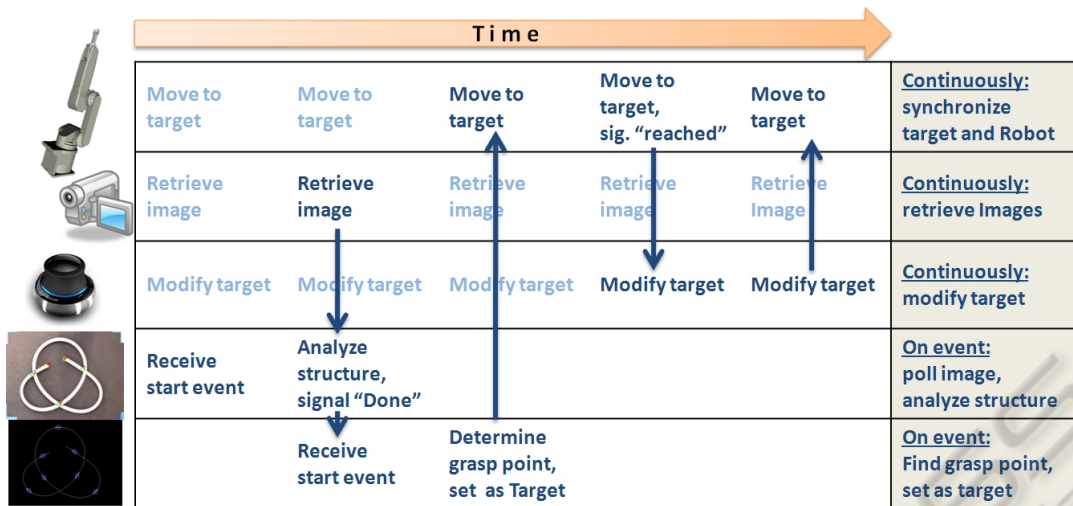 Time
Move to
target
Move to
target
Move to
target
Move to
target,
sig. “reached”
Move to
target
Continuously:
synchronize
target and Robot
Retrieve
image
Retrieve
image
Retrieve
image
Retrieve
image
Retrieve
Image
Continuously:
retrieve Images
Modify target
Modify target
Modify target
Modify target
Modify target
Continuously:
modify target
Receive
start event
Analyze
structure,
signal “Done”
On event:
poll image,
analyze structure
Receive
start event
Determine
grasp point,
set as Target
On event:
Find grasp point,
set as target